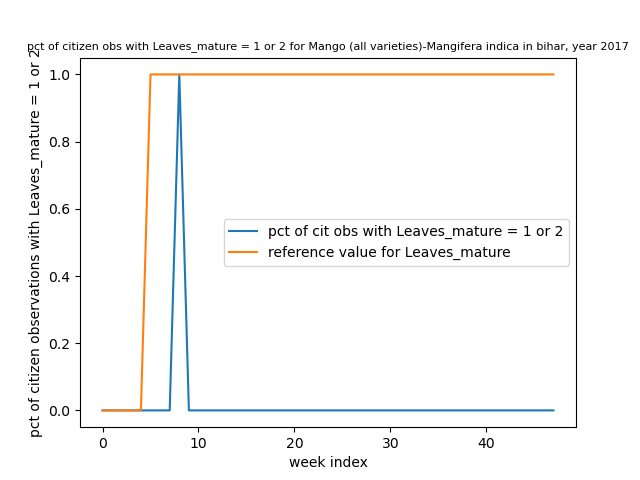 pct of citizen obs with Leaves_mature = 1 or 2 for Mango (all varieties)-Mangifera indica in bihar, year 2017
pct of citizen observations with Leaves_mature = 1 or 2
1.0
0.8
0.6
0.4
0.2
0.0
pct of cit obs with Leaves_mature = 1 or 2
reference value for Leaves_mature
0 10 20 30 40
week index